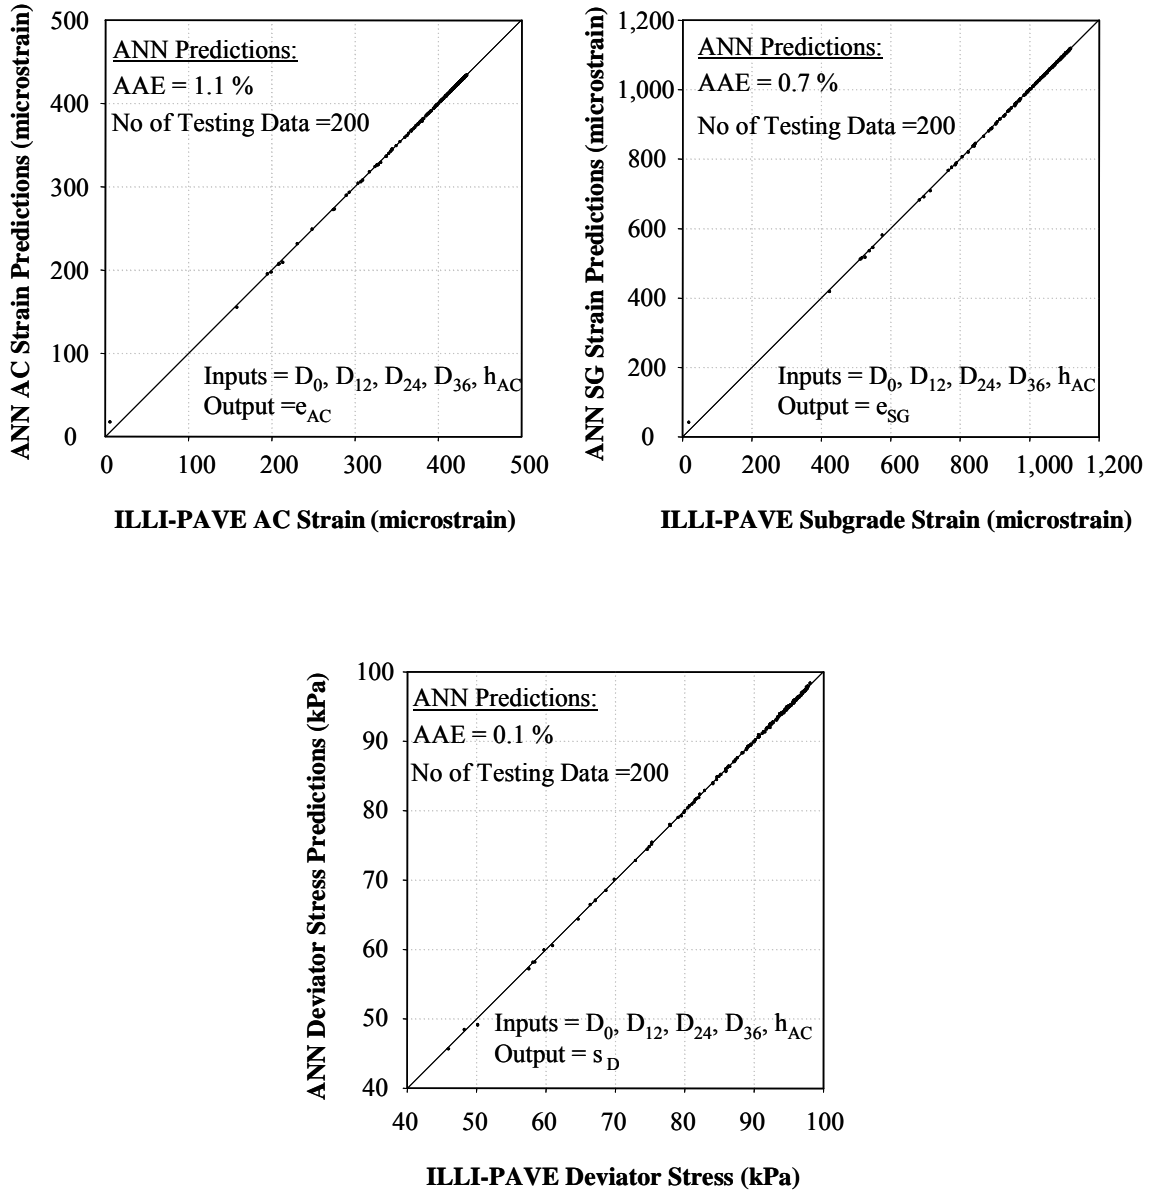 ANN AC Strain Predictions (microstrain)
500
400
300
200
100
0
ANN Predictions:
AAE = 1.1 %
No of Testing Data =200
Inputs = D0, D12, D24, D36, hAC
Output =eAC
0 100 200 300 400 500
ILLI-PAVE AC Strain (microstrain)
ANN SG Strain Predictions (microstrain)
1,200
1,000
800
600
400
200
0
ANN Predictions:
AAE = 0.7 %
No of Testing Data =200
Inputs = D0, D12, D24, D36, hAC
Output = eSG
0 200 400 600 800 1,000 1,200
ILLI-PAVE Subgrade Strain (microstrain)
ANN Deviator Stress Predictions (kPa)
100
90
80
70
60
50
40
ANN Predictions:
AAE = 0.1 %
No of Testing Data =200
Inputs = D0, D12, D24, D36, hAC
Output = s D
40 50 60 70 80 90 100
ILLI-PAVE Deviator Stress (kPa)